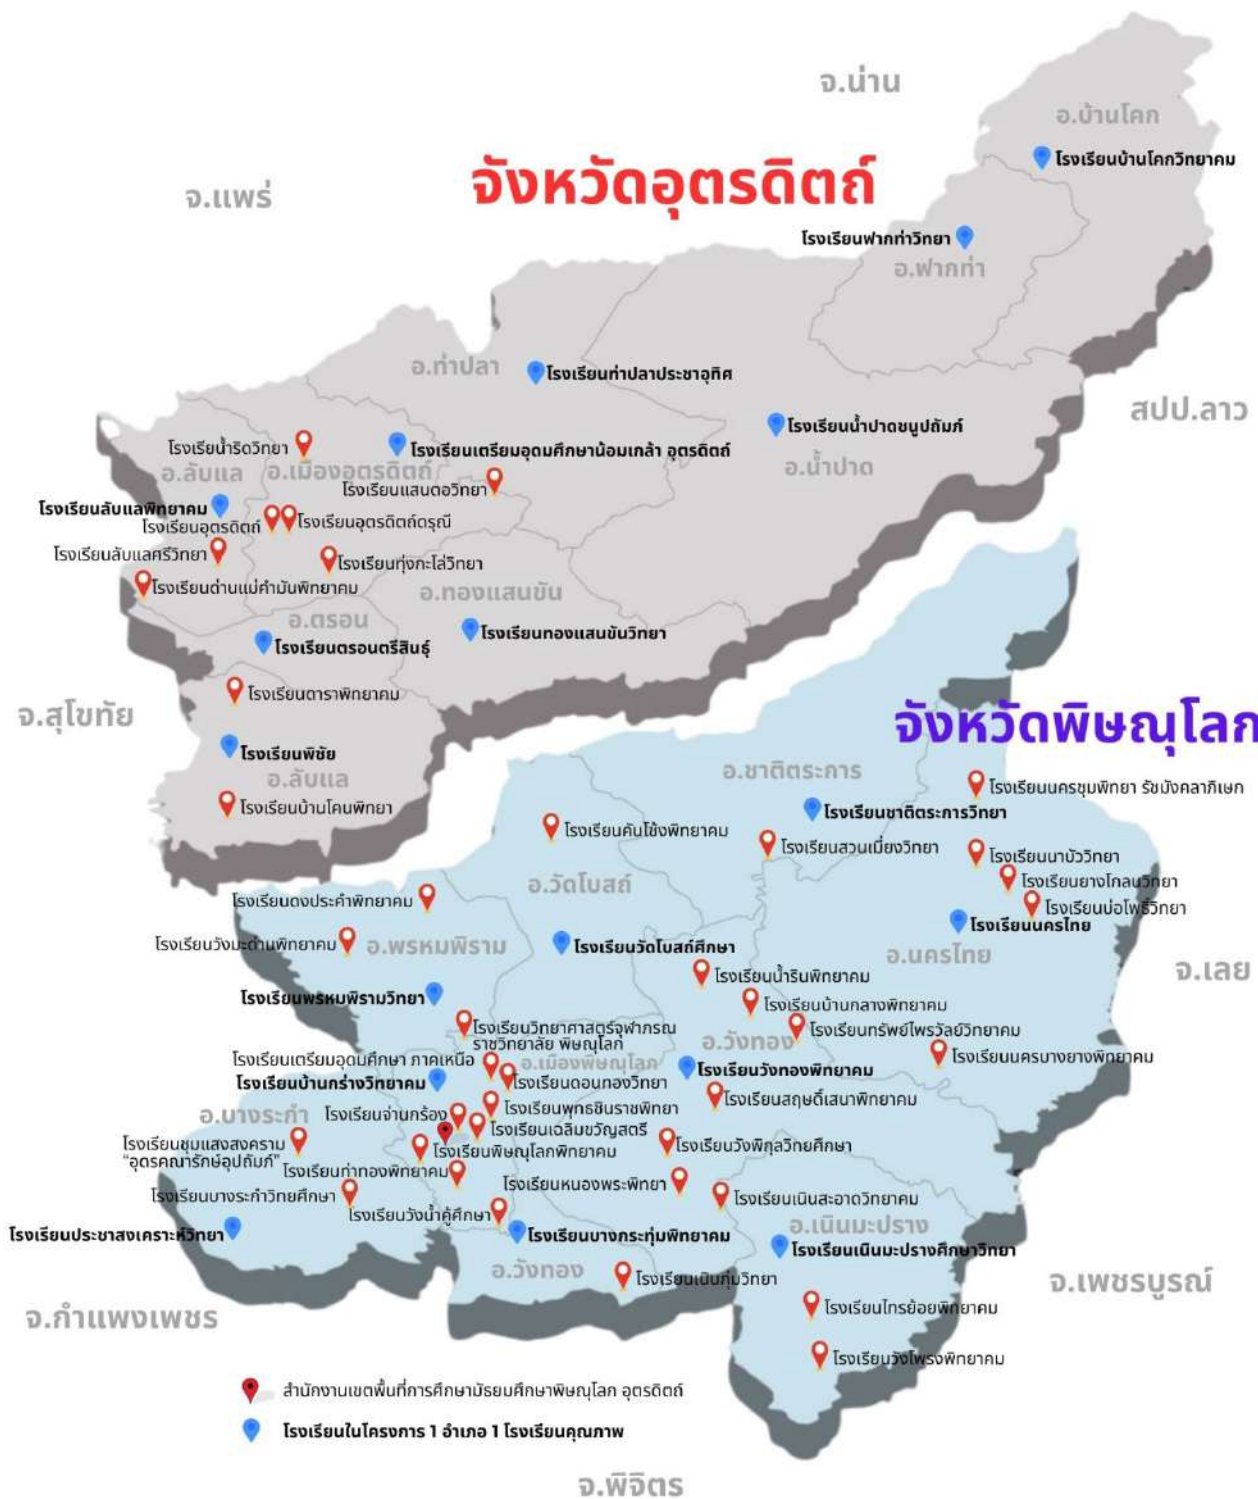 จ.น่าน
อ.บ้านโคก
โรงเรียนบ้านโคกวิทยาคม
จังหวัดอุตรดิตถ์
จ.แพร่
โรงเรียนฟากท่าวิทยา
อ.ฟากท่า
อ.ท่าปลา
โรงเรียนท่าปลาประชาอุทิศ
สปป.ลาว
โรงเรียนน้ำปาดชนูปถัมภ์
อ.น้ำปาด
โรงเรียน้ำริดวิทยา
โรงเรียนเตรียมอุดมศึกษาน้อมเกล้า อุตรดิตถ์
อ.ลับแล
อ.เมืองอุตรดิตถ์
โรงเรียนแสนตอวิทยา
โรงเรียนลับแลพิทยาคม
โรงเรียนอุตรดิตถ์
โรงเรียนอุตรดิตถ์ดรุณี
โรงเรียนลับแลศรีวิทยา
โรงเรียนทุ่งกะโล่วิทยา
โรงเรียนด่านแม่คำมันพิทยาคม
อ.ทองแสนขัน
อ.ตรอน
โรงเรียนทองแสนขันวิทยา
โรงเรียนตรอนตรีสินธุ์
โรงเรียนดาราพิทยาคม
จ.สุโขทัย
จังหวัดพิษณุโลก
โรงเรียนพิชัย
อ.ลับแล
อ.ชาติตระการ
โรงเรียนนครชุมพิทยา รัชมังคลาภิเษก
โรงเรียนบ้านโคนพิทยา
โรงเรียนชาติตระการวิทยา
โรงเรียนคันโช้งพิทยาคม
โรงเรียนสวนเมี่ยงวิทยา
โรงเรียนนาบัววิทยา
โรงเรียนยางโกลนวิทยา
อ.วัดโบสถ์
โรงเรียนดงประคำพิทยาคม
โรงเรียนบ่อโพธิ์วิทยา
โรงเรียนนครไทย
โรงเรียนวังมะด่านพิทยาคม
อ.พรหมพิราม
โรงเรียนวัดโบสถ์ศึกษา
อ.นครไทย
จ.เลย
โรงเรียนน้ำรินพิทยาคม
โรงเรียนพรหมพิรามวิทยา
โรงเรียนบ้านกลางพิทยาคม
โรงเรียนวิทยาศาสตร์จุฬาภรณ
ราชวิทยาลัย พิษณุโลก
โรงเรียนทรัพย์ไพรวัลย์วิทยาคม
อ.วังทอง
โรงเรียนนครบางยางพิทยาคม
โรงเรียนเตรียมอุดมศึกษา ภาคเหนือ
อ.เมืองพิษณุโลก
โรงเรียนวังทองพิทยาคม
โรงเรียนบ้านกร่างวิทยาคม
โรงเรียนดอนทองวิทยา
โรงเรียนสฤษดิ์เสนาพิทยาคม
อ.บางระกำ
โรงเรียนจ่านกร้อง
โรงเรียนพุทธชินราชพิทยา
โรงเรียนเฉลิมขวัญสตรี
โรงเรียนชุมแสงสงคราม
“อุดรคณารักษ์อุปถัมภ์”
โรงเรียนพิษณุโลกพิทยาคม
โรงเรียนวังพิกุลวิทยศึกษา
โรงเรียนท่าทองพิทยาคม
โรงเรียนหนองพระพิทยา
โรงเรียนบางระกำวิทยศึกษา
โรงเรียนเนินสะอาดวิทยาคม
โรงเรียนวังน้ำคู้ศึกษา
อ.เนินมะปราง
โรงเรียนประชาสงเคราะห์วิทยา
โรงเรียนบางกระทุ่มพิทยาคม
โรงเรียนเนินมะปรางศึกษาวิทยา
อ.วังทอง
โรงเรียนเนินกุ่มวิทยา
จ.เพชรบูรณ์
จ.กำแพงเพชร
โรงเรียนไทรย้อยพิทยาคม
โรงเรียนวังโพรงพิทยาคม
สำนักงานเขตพื้นที่การศึกษามัธยมศึกษาพิษณุโลก อุตรดิตถ์
โรงเรียนในโครงการ 1 อำเภอ 1 โรงเรียนคุณภาพ
จ.พิจิตร